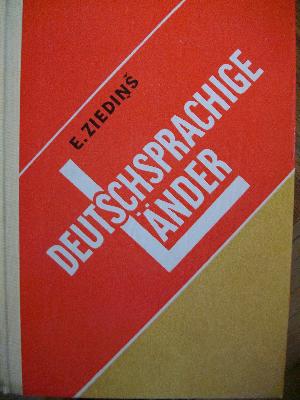 E. ZIEDIŅŠ
DEUTSCHSPRACHIGE
LÄNDER